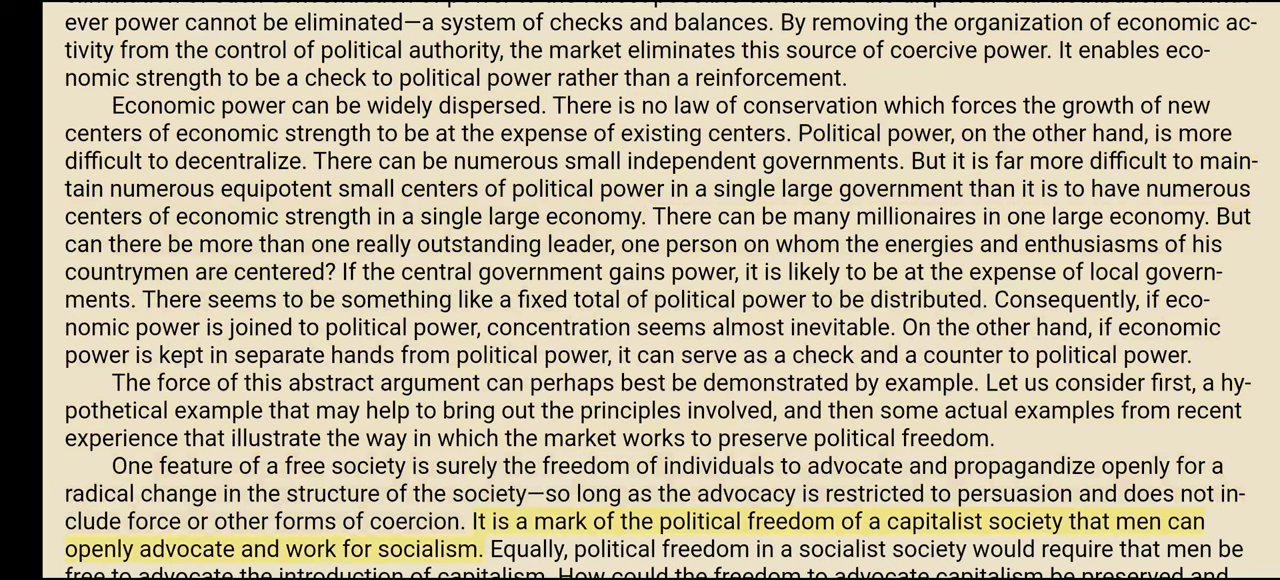 ever power cannot be eliminated—a system of checks and balances. By removing the organization of economic ac-
tivity from the control of political authority, the market eliminates this source of coercive power. It enables eco-
nomic strength to be a check to political power rather than a reinforcement.
Economic power can be widely dispersed. There is no law of conservation which forces the growth of new
centers of economic strength to be at the expense of existing centers. Political power, on the other hand, is more
difficult to decentralize. There can be numerous small independent governments. But it is far more difficult to main-
tain numerous equipotent small centers of political power in a single large government than it is to have numerous
centers of economic strength in a single large economy. There can be many millionaires in one large economy. But
can there be more than one really outstanding leader, one person on whom the energies and enthusiasms of his
countrymen are centered? If the central government gains power, it is likely to be at the expense of local govern-
ments. There seems to be something like a fixed total of political power to be distributed. Consequently, if eco-
nomic power is joined to political power, concentration seems almost inevitable. On the other hand, if economic
power is kept in separate hands from political power, it can serve as a check and a counter to political power.
The force of this abstract argument can perhaps best be demonstrated by example. Let us consider first, a hy-
pothetical example that may help to bring out the principles involved, and then some actual examples from recent
experience that illustrate the way in which the market works to preserve political freedom.
One feature of a free society is surely the freedom of individuals to advocate and propagandize openly for a
radical change in the structure of the society—so long as the advocacy is restricted to persuasion and does not in-
clude force or other forms of coercion. It is a mark of the political freedom of a capitalist society that men can
openly advocate and work for socialism. Equally, political freedom in a socialist society would require that men be
free to advocate the introduction of capitalism. How could the freedom to advocate capitalism be preserved and